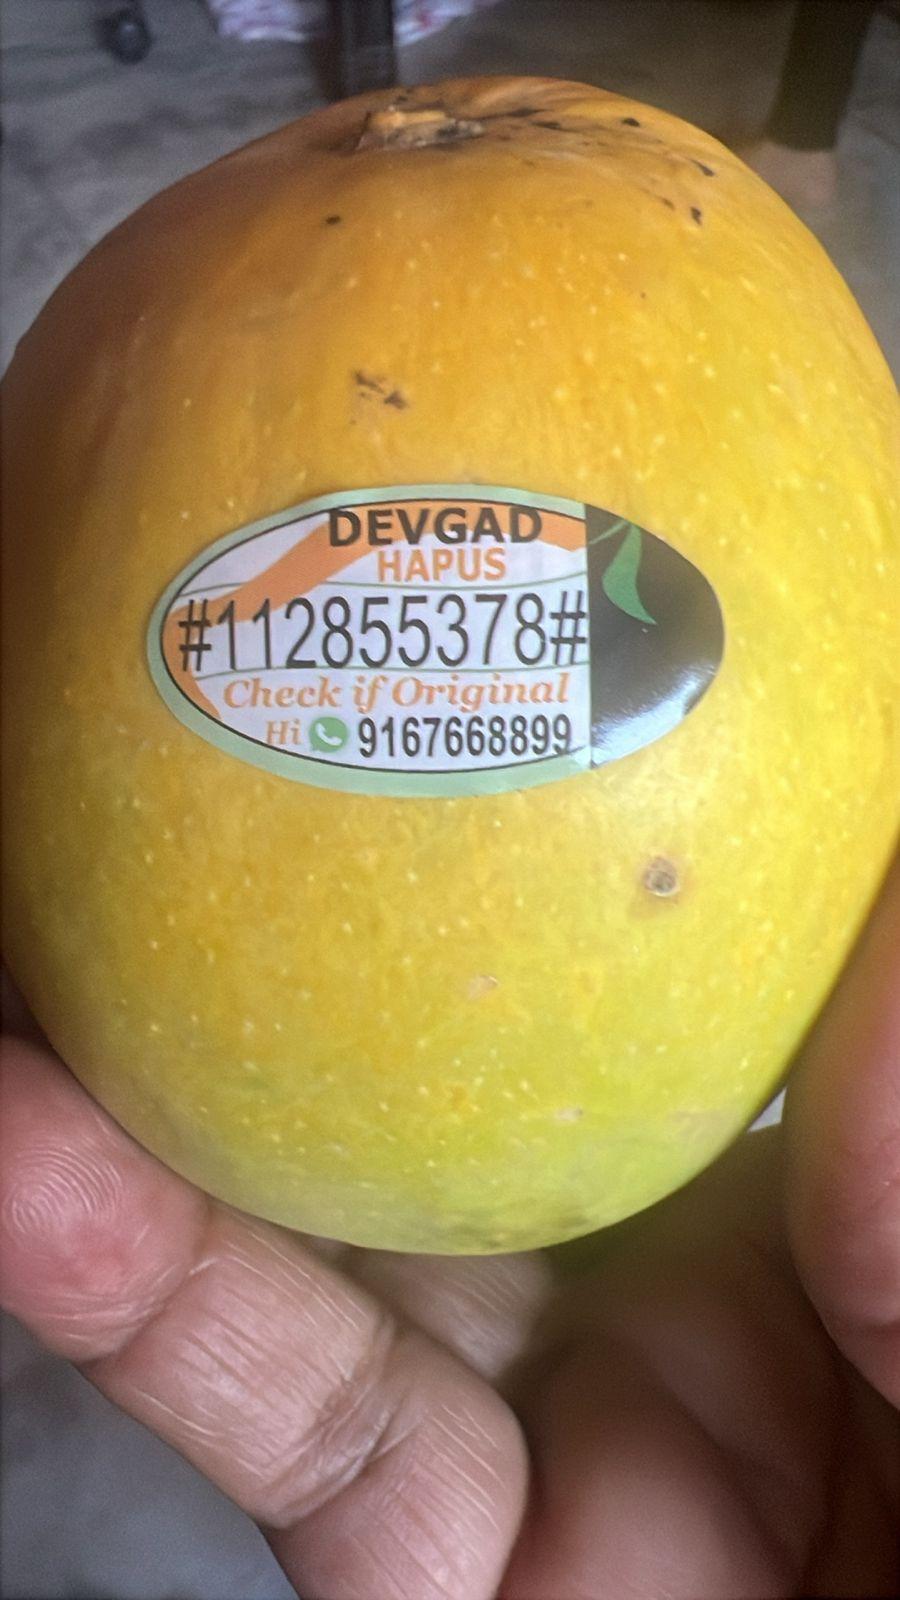 DEVGAD
HAPUS
#112855378#
Check if Original
Hi 9167668899